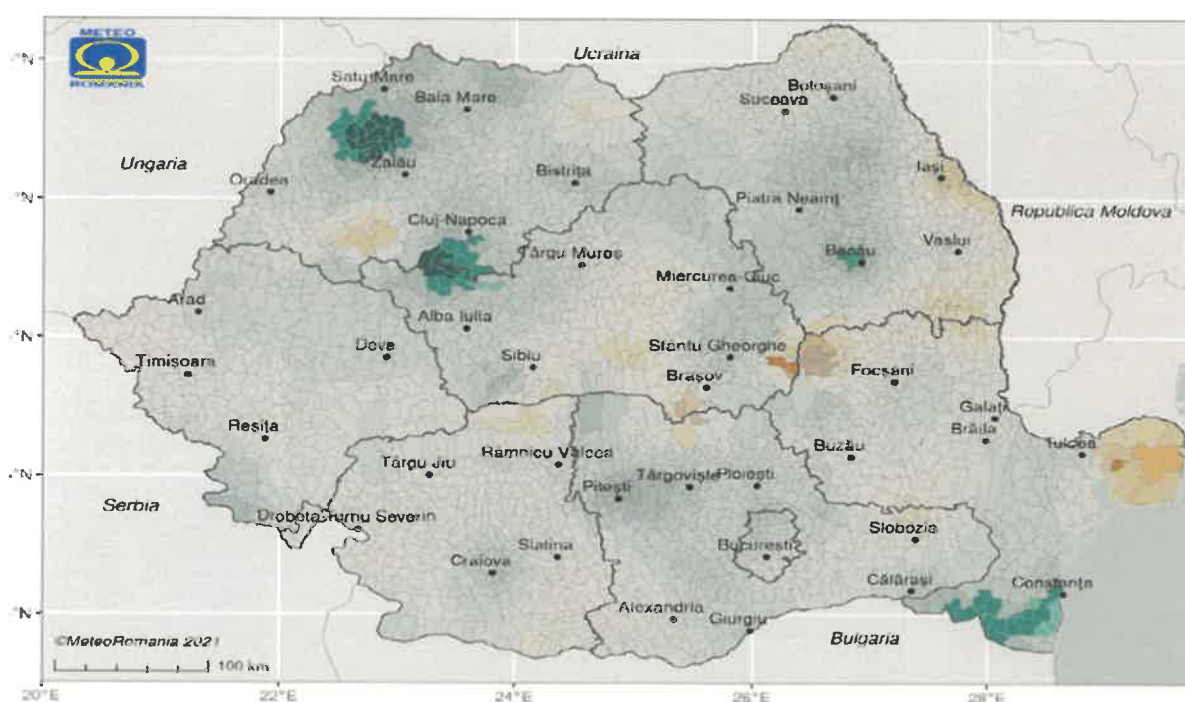 METEO
ROMANIA
Ucraina
Satu Mare
Baia Mare
Botoșani
Suceava
Ungaria
Zalău
Oradea
Bistrița
Iași
Piatra Neamț
Republica Moldova
Cluj-Napoca
Târgu Mureș
Bacău
Vaslui
Miercurea-Ciuc
Arad
Alba Iulia
Timișoara
Deva
Sibiu
Sfântu Gheorghe
Brașov
Focșani
Reșița
Galați
Brăila
Tulcea
Târgu Jiu
Râmnicu Vâlcea
Buzău
Serbia
Pitești
Târgoviște
Ploiești
Drobeta-Turnu Severin
Craiova
Slatina
București
Slobozia
Călărași
Constanța
Alexandria
Giurgiu
Bulgaria
°N
°N
°N
°N
°N
©MeteoRomania 2021
100 km
20°E
22°E
24°E
26°E
28°E